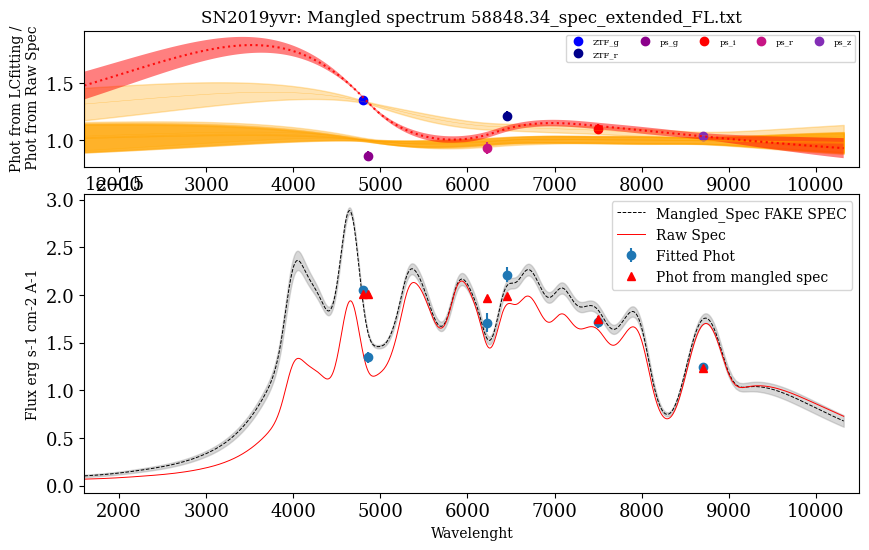 SN2019yvr: Mangled spectrum 58848.34_spec_extended_FL.txt
Phot from LCfitting /
Phot from Raw Spec
1.5
1.0
ZTF_g ps_g ps_i ps_r ps_z
ZTF_r
2000 3000 4000 5000 6000 7000 8000 9000 10000
1e−15
Flux erg s-1 cm-2 A-1
3.0
2.5
2.0
1.5
1.0
0.5
0.0
Mangled_Spec FAKE SPEC
Raw Spec
Fitted Phot
Phot from mangled spec
2000 3000 4000 5000 6000 7000 8000 9000 10000
Wavelenght